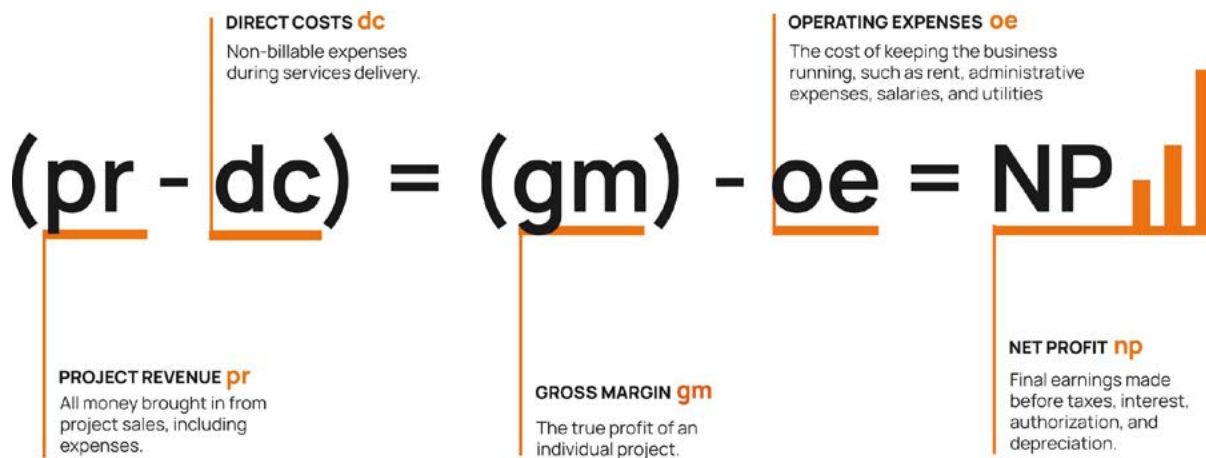 DIRECT COSTS dc
Non-billable expenses
during services delivery.
OPERATING EXPENSES oe
The cost of keeping the business
running, such as rent, administrative
expenses, salaries, and utilities
(pr - dc) = (gm) - oe = NP
PROJECT REVENUE pr
All money brought in from
project sales, including
expenses.
GROSS MARGIN gm
The true profit of an
individual project.
NET PROFIT np
Final earnings made
before taxes, interest,
authorization, and
depreciation.